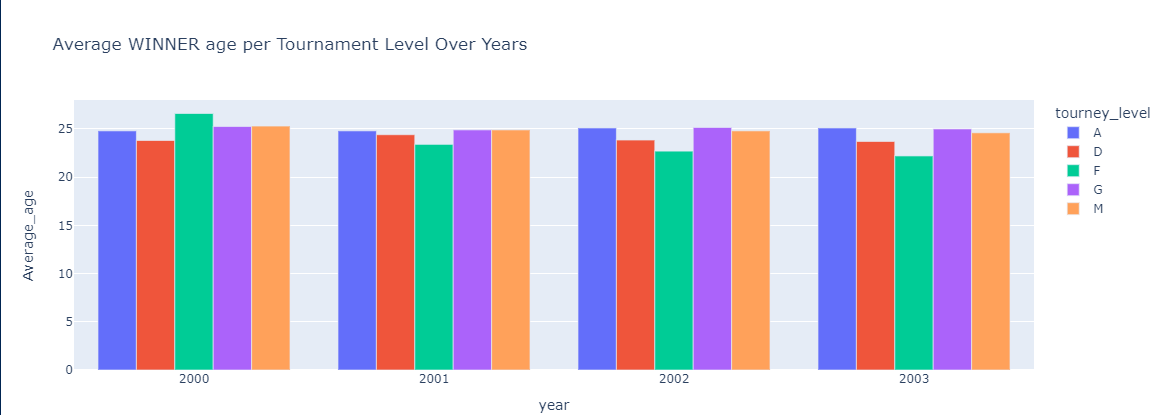 Average WINNER age per Tournament Level Over Years
tourney_level
A
D
F
G
M
Average_age
25
20
15
10
5
0
2000 2001 2002 2003
year